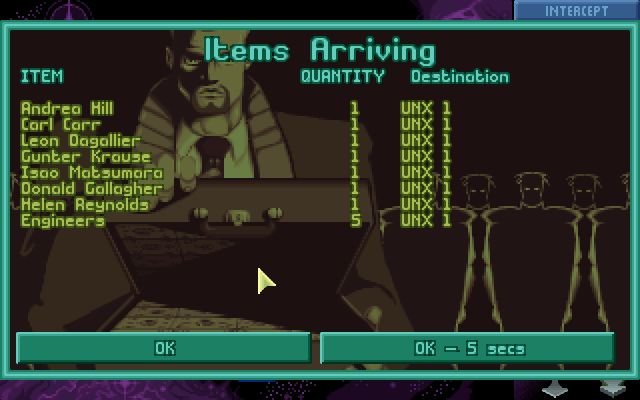 INTERCEPT
Items Arriving
ITEM QUANTITY Destination
Andrea Hill 1 UNX 1
Carl Carr 1 UNX 1
Leon Dagallier 1 UNX 1
Gunter Krause 1 UNX 1
Isao Matsumara 1 UNX 1
Donald Gallagher 1 UNX 1
Helen Reynolds 1 UNX 1
Engineers 5 UNX 1
OK OK - 5 secs